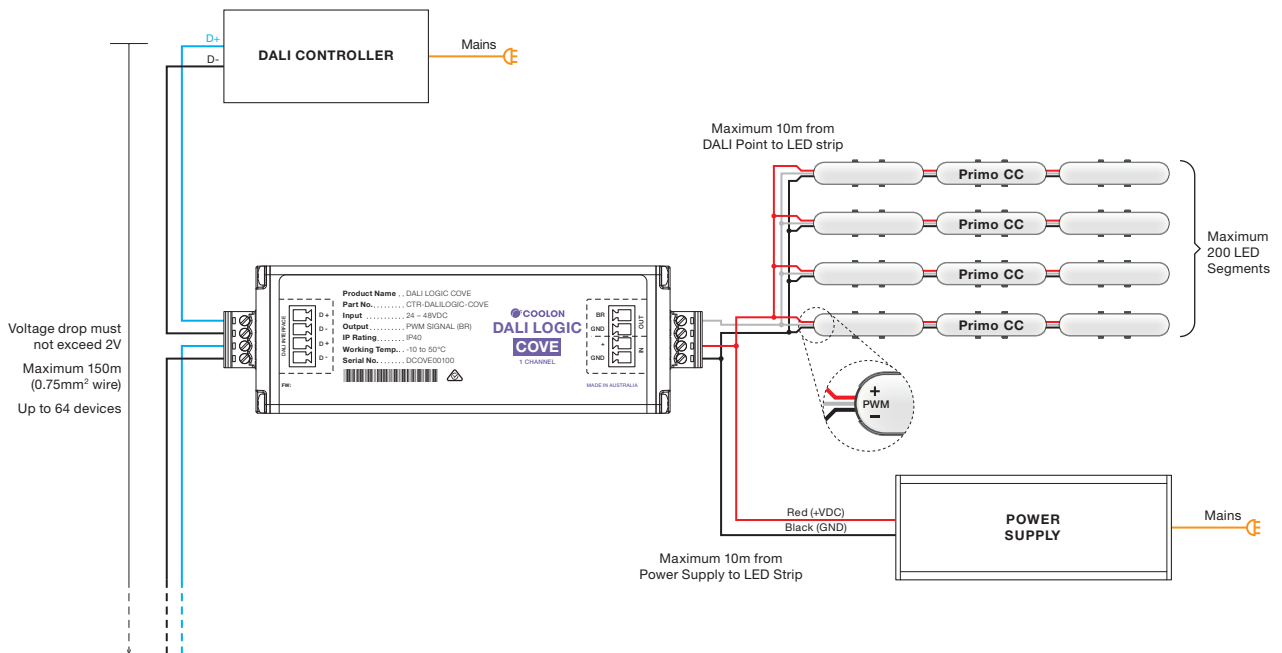 D+
D-
DALI CONTROLLER
Mains
Maximum 10m from
DALI Point to LED strip
Primo CC
Primo CC
Primo CC
Primo CC
Maximum
200 LED
Segments
Voltage drop must
not exceed 2V
Maximum 150m
(0.75mm² wire)
Up to 64 devices
DALI INTERFACE
D+
D-
D+
D-
Product Name . . DALI LOGIC COVE
Part No. . . . . . . . . CTR-DALILOGIC-COVE
Input . . . . . . . . . . 24 – 48VDC
Output . . . . . . . . . PWM SIGNAL (BR)
IP Rating. . . . . . . . IP40
Working Temp. . . -10 to 50°C
Serial No. . . . . . . . DCOVE00100
FW:
COOLON
DALI LOGIC
COVE
1 CHANNEL
MADE IN AUSTRALIA
BR
GND
+
GND
OUT
IN
+
PWM
–
Red (+VDC)
Black (GND)
POWER
SUPPLY
Mains
Maximum 10m from
Power Supply to LED Strip